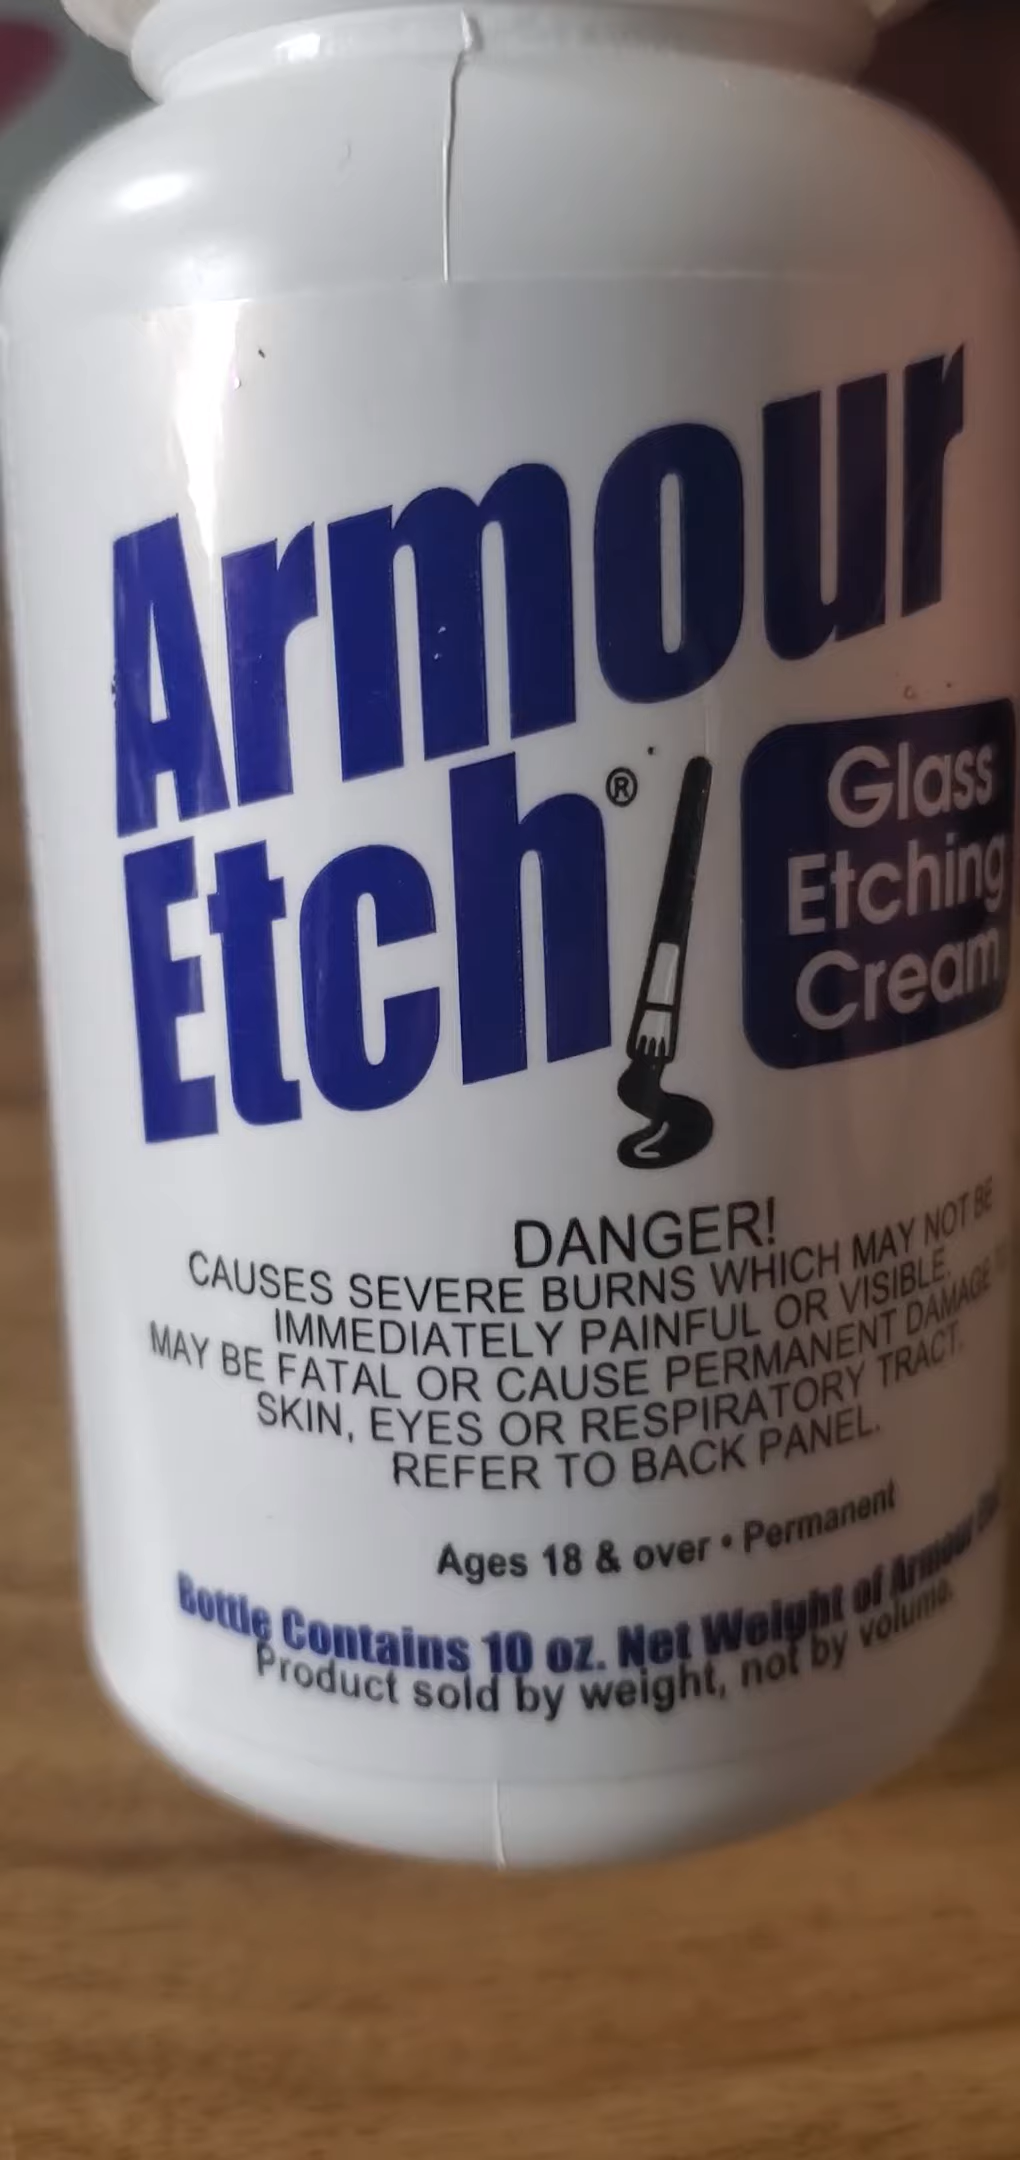 Armour
Etch®
Glass
Etching
Cream
DANGER!
CAUSES SEVERE BURNS WHICH MAY NOT BE
IMMEDIATELY PAINFUL OR VISIBLE.
MAY BE FATAL OR CAUSE PERMANENT DAMAGE
SKIN, EYES OR RESPIRATORY TRACT.
REFER TO BACK PANEL.
Ages 18 & over • Permanent
Bottle Contains 10 oz. Net Weight of Armour
Product sold by weight, not by volume.